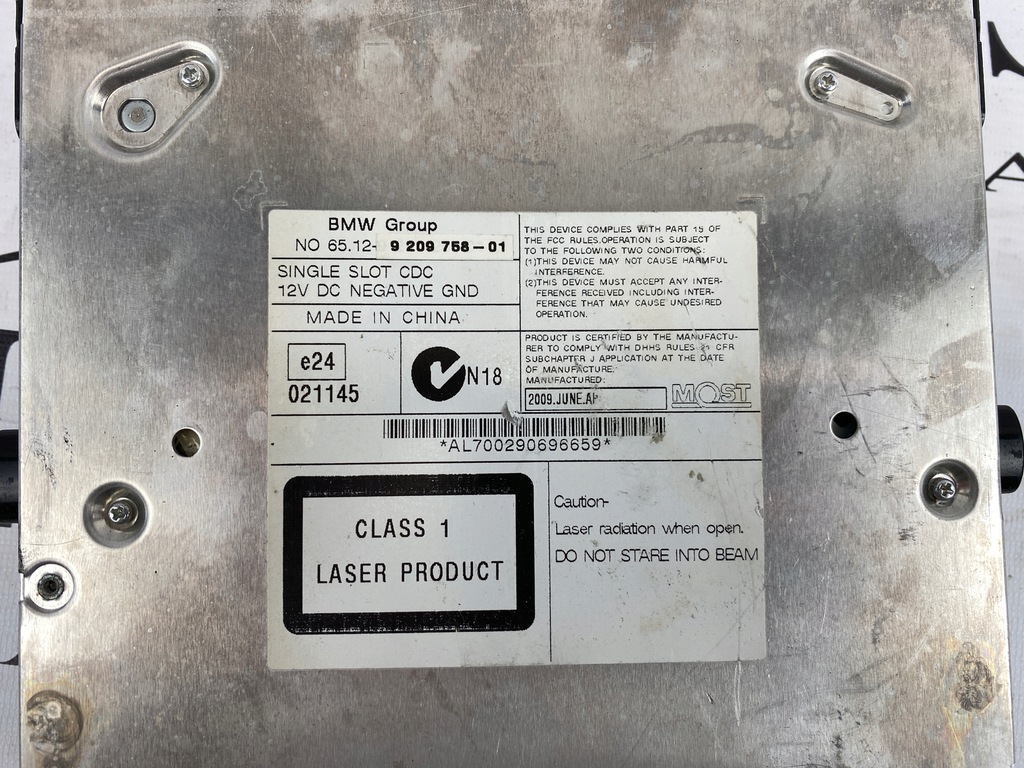 BMW Group
NO 65.12- 9 209 758-01
SINGLE SLOT CDC
12V DC NEGATIVE GND
MADE IN CHINA
THIS DEVICE COMPLIES WITH PART 15 OF
THE FCC RULES.OPERATION IS SUBJECT
TO THE FOLLOWING TWO CONDITIONS:
(1)THIS DEVICE MAY NOT CAUSE HARMFUL
INTERFERENCE.
(2)THIS DEVICE MUST ACCEPT ANY INTER-
FERENCE RECEIVED INCLUDING INTER-
FERENCE THAT MAY CAUSE UNDESIRED
OPERATION.
e24
021145
N18
PRODUCT IS CERTIFIED BY THE MANUFACTU-
RER TO COMPLY WITH DHHS RULES 21 CFR
SUBCHAPTER J APPLICATION AT THE DATE
OF MANUFACTURE.
MANUFACTURED:
2009.JUNE.AP
MOST
*AL700290696659*
CLASS 1
LASER PRODUCT
Caution-
Laser radiation when open.
DO NOT STARE INTO BEAM